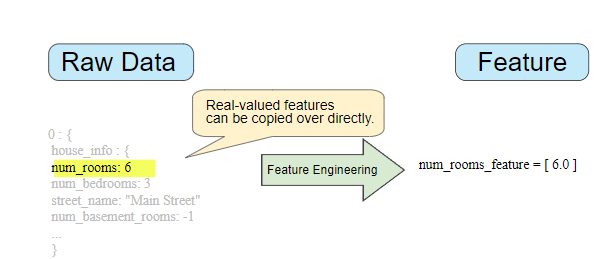 Raw Data
Feature
Real-valued features
can be copied over directly.
0 : {
house_info : {
num_rooms: 6
num_bedrooms: 3
street_name: "Main Street"
num_basement_rooms: -1
...
}
Feature Engineering
num_rooms_feature = [ 6.0 ]